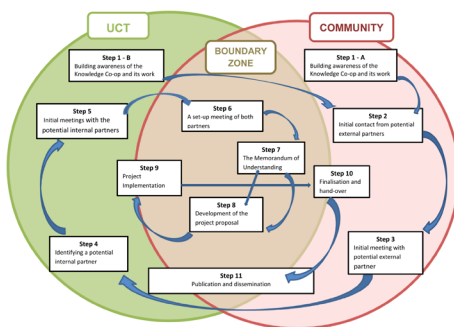 UCT
COMMUNITY
BOUNDARY
ZONE
Step 1 - B
Building awareness of the
Knowledge Co-op and its work
Step 1 - A
Building awareness of the
Knowledge Co-op and its work
Step 5
Initial meetings with the
potential internal partners
Step 6
A set-up meeting of both
partners
Step 2
Initial contact from potential
external partners
Step 7
The Memorandum of
Understanding
Step 9
Project
Implementation
Step 10
Finalisation and
hand-over
Step 8
Development of the
project proposal
Step 4
Identifying a potential
internal partner
Step 3
Initial meeting with
potential external
partner
Step 11
Publication and dissemination